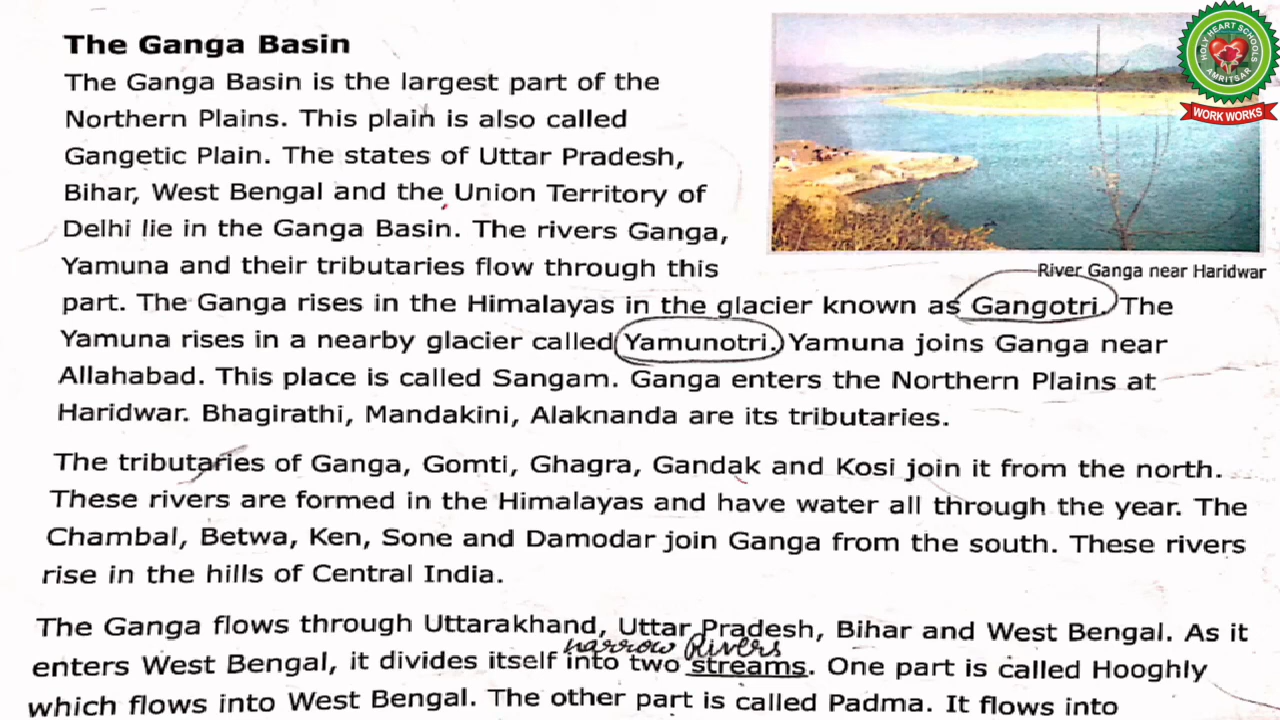 The Ganga Basin
The Ganga Basin is the largest part of the
Northern Plains. This plain is also called
Gangetic Plain. The states of Uttar Pradesh,
Bihar, West Bengal and the Union Territory of
Delhi lie in the Ganga Basin. The rivers Ganga,
Yamuna and their tributaries flow through this
part. The Ganga rises in the Himalayas in the glacier known as Gangotri. The
Yamuna rises in a nearby glacier called Yamunotri. Yamuna joins Ganga near
Allahabad. This place is called Sangam. Ganga enters the Northern Plains at
Haridwar. Bhagirathi, Mandakini, Alaknanda are its tributaries.
The tributaries of Ganga, Gomti, Ghagra, Gandak and Kosi join it from the north.
These rivers are formed in the Himalayas and have water all through the year. The
Chambal, Betwa, Ken, Sone and Damodar join Ganga from the south. These rivers
rise in the hills of Central India.
The Ganga flows through Uttarakhand, Uttar Pradesh, Bihar and West Bengal. As it
narrow Rivers
enters West Bengal, it divides itself into two streams. One part is called Hooghly
which flows into West Bengal. The other part is called Padma. It flows into
River Ganga near Haridwar
HOLY HEART SCHOOLS
AMRITSAR
WORK WORKS